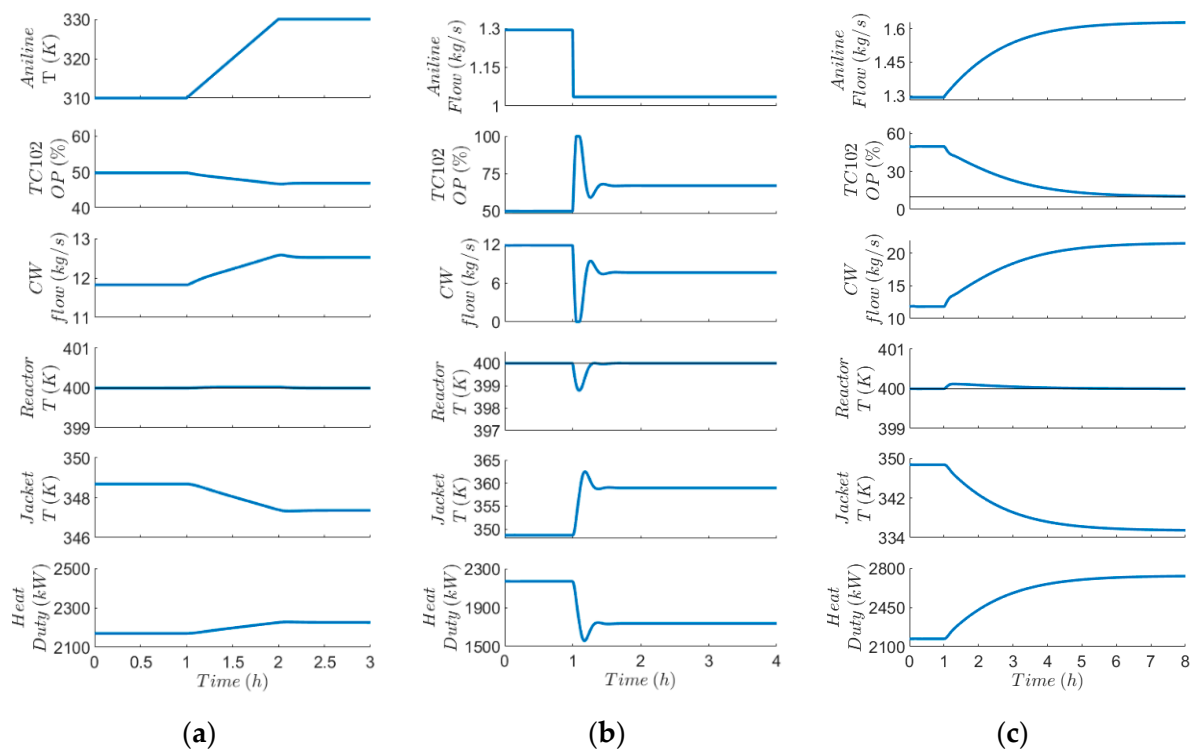 Aniline
T (K)
330
320
310
TC102
OP (%)
60
50
40
CW
flow (kg/s)
13
12
11
Reactor
T (K)
401
400
399
Jacket
T (K)
350
348
346
Heat
Duty (kW)
2500
2300
2100
0 0.5 1 1.5 2 2.5 3
Time (h)
(a)
Aniline
Flow (kg/s)
1.3
1.15
1
TC102
OP (%)
100
75
50
CW
flow (kg/s)
12
6
0
Reactor
T (K)
400
399
398
397
Jacket
T (K)
365
360
355
350
Heat
Duty (kW)
2300
1900
1500
0 1 2 3 4
Time (h)
(b)
Aniline
Flow (kg/s)
1.6
1.45
1.3
TC102
OP (%)
60
30
0
CW
flow (kg/s)
20
15
10
Reactor
T (K)
401
400
399
Jacket
T (K)
350
342
334
Heat
Duty (kW)
2800
2450
2100
0 1 2 3 4 5 6 7 8
Time (h)
(c)